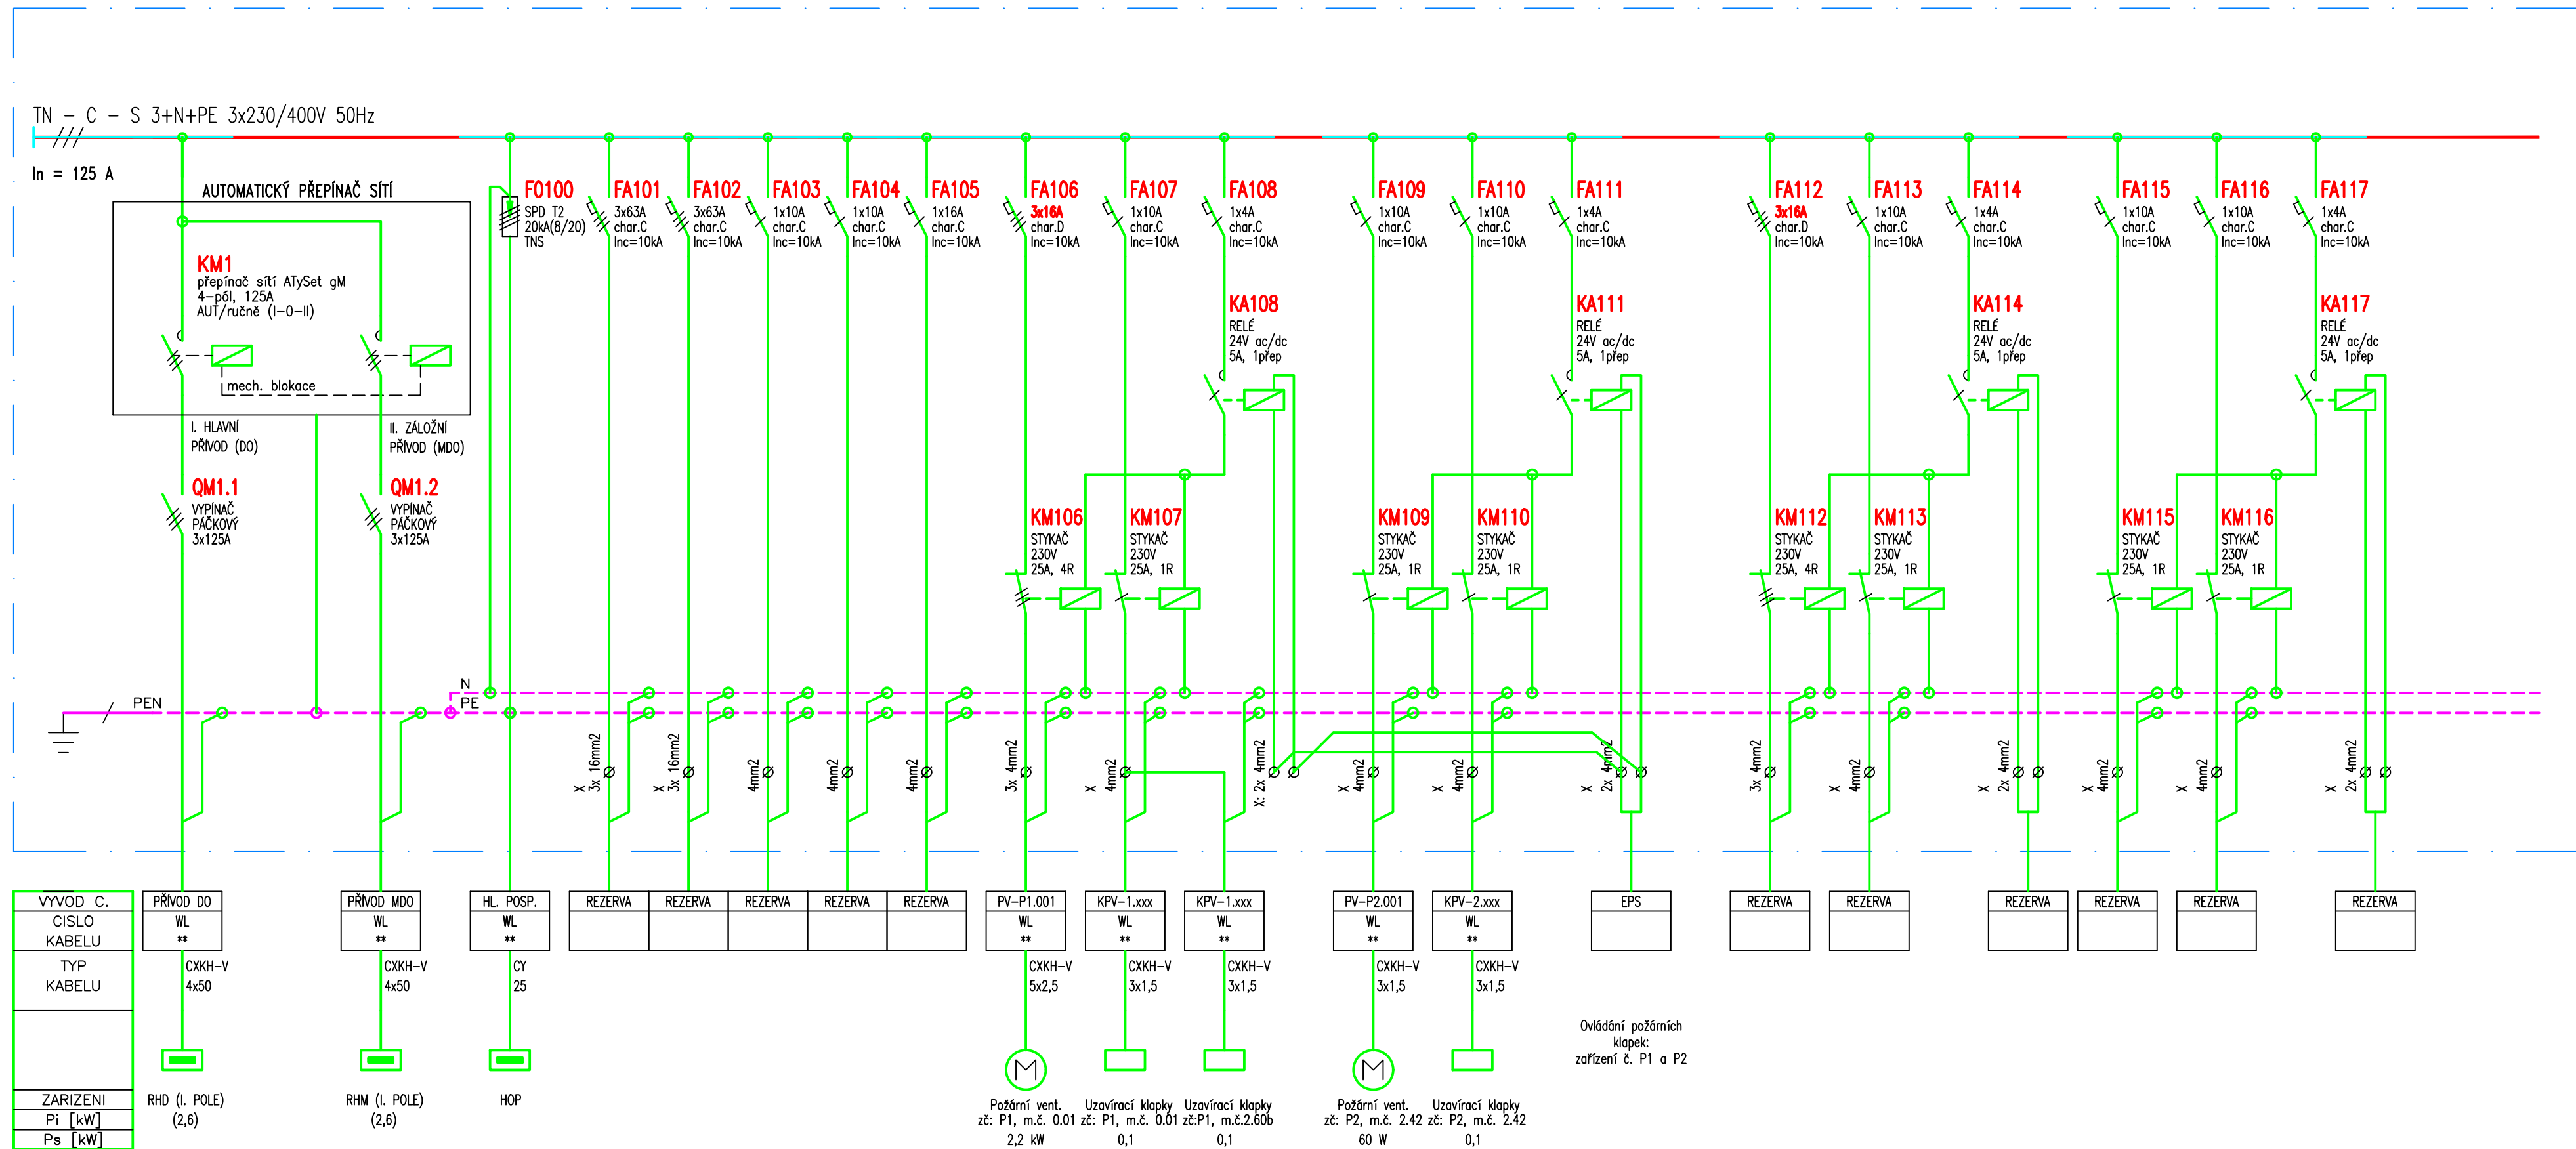 TN - C - S 3+N+PE 3x230/400V 50Hz
In = 125 A
AUTOMATICKÝ PŘEPÍNAČ SÍTÍ
KM1
přepínač sítí ATySet gM
4-pól, 125A
AUT/ručně (I-0-II)
mech. blokace
I. HLAVNÍ
PŘÍVOD (DO)
II. ZÁLOŽNÍ
PŘÍVOD (MDO)
QM1.1
VYPÍNAČ
PÁČKOVÝ
3x125A
QM1.2
VYPÍNAČ
PÁČKOVÝ
3x125A
F0100
SPD T2
20kA(8/20)
TNS
FA101
3x63A
char.C
Inc=10kA
FA102
3x63A
char.C
Inc=10kA
FA103
1x10A
char.C
Inc=10kA
FA104
1x10A
char.C
Inc=10kA
FA105
1x16A
char.C
Inc=10kA
FA106
3x16A
char.D
Inc=10kA
FA107
1x10A
char.C
Inc=10kA
FA108
1x4A
char.C
Inc=10kA
FA109
1x10A
char.C
Inc=10kA
FA110
1x10A
char.C
Inc=10kA
FA111
1x4A
char.C
Inc=10kA
FA112
3x16A
char.D
Inc=10kA
FA113
1x10A
char.C
Inc=10kA
FA114
1x4A
char.C
Inc=10kA
FA115
1x10A
char.C
Inc=10kA
FA116
1x10A
char.C
Inc=10kA
FA117
1x4A
char.C
Inc=10kA
KA108
RELÉ
24V ac/dc
5A, 1přep
KA111
RELÉ
24V ac/dc
5A, 1přep
KA114
RELÉ
24V ac/dc
5A, 1přep
KA117
RELÉ
24V ac/dc
5A, 1přep
KM106
STYKAČ
230V
25A, 4R
KM107
STYKAČ
230V
25A, 1R
KM109
STYKAČ
230V
25A, 1R
KM110
STYKAČ
230V
25A, 1R
KM112
STYKAČ
230V
25A, 4R
KM113
STYKAČ
230V
25A, 1R
KM115
STYKAČ
230V
25A, 1R
KM116
STYKAČ
230V
25A, 1R
PEN
N
PE
X
3x 16mm2
X
3x 16mm2
4mm2
4mm2
4mm2
3x 4mm2
X
4mm2
X: 2x 4mm2
X
4mm2
X
4mm2
X
2x 4mm2
3x 4mm2
X
4mm2
X
2x 4mm2
X
4mm2
X
4mm2
X
2x 4mm2
VYVOD C.
CISLO
KABELU
TYP
KABELU
ZARIZENI
Pi [kW]
Ps [kW]
PŘÍVOD DO
WL
**
CXKH-V
4x50
RHD (I. POLE)
(2,6)
PŘÍVOD MDO
WL
**
CXKH-V
4x50
RHM (I. POLE)
(2,6)
HL. POSP.
WL
**
CY
25
HOP
REZERVA
REZERVA
REZERVA
REZERVA
REZERVA
PV-P1.001
WL
**
CXKH-V
5x2,5
M
Požární vent.
zč: P1, m.č. 0.01
2,2 kW
KPV-1.xxx
WL
**
CXKH-V
3x1,5
Uzavírací klapky
zč: P1, m.č. 0.01
0,1
KPV-1.xxx
WL
**
CXKH-V
3x1,5
Uzavírací klapky
zč:P1, m.č.2.60b
0,1
PV-P2.001
WL
**
CXKH-V
3x1,5
M
Požární vent.
zč: P2, m.č. 2.42
60 W
KPV-2.xxx
WL
**
CXKH-V
3x1,5
Uzavírací klapky
zč: P2, m.č. 2.42
0,1
EPS
Ovládání požárních
klapek:
zařízení č. P1 a P2
REZERVA
REZERVA
REZERVA
REZERVA
REZERVA
REZERVA